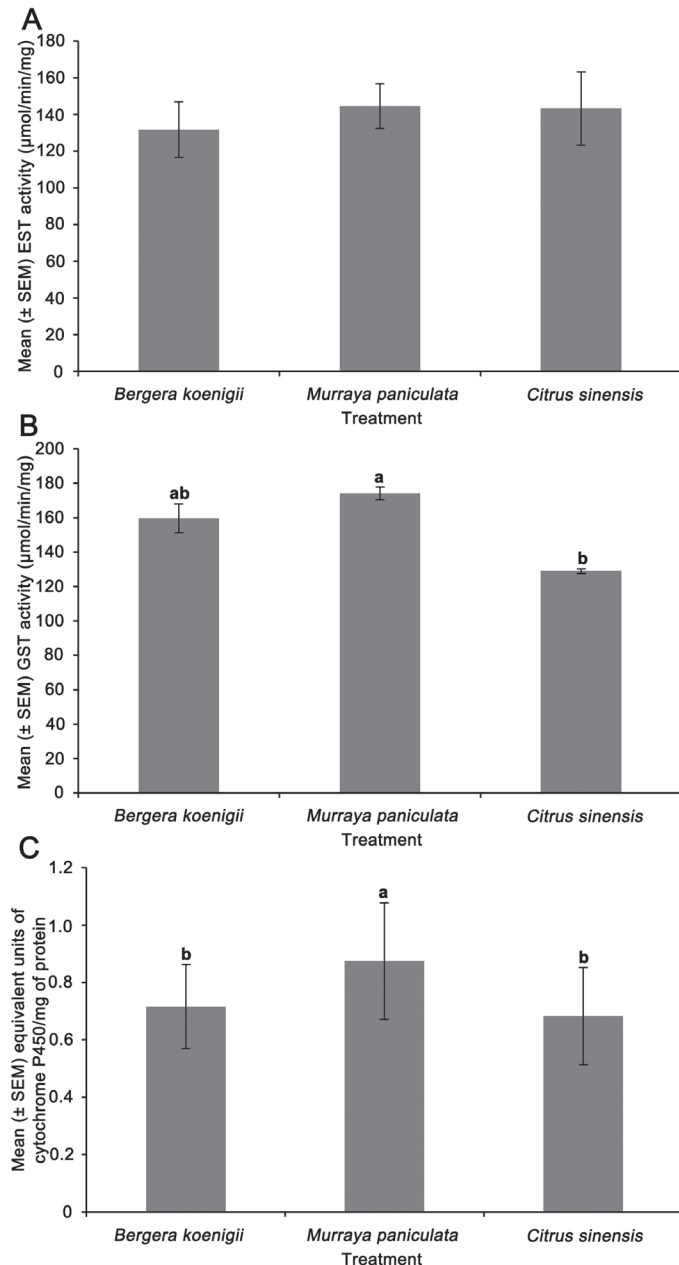 A
Mean (± SEM) EST activity (µmol/min/mg)
180
160
140
120
100
80
60
40
20
0
Bergera koenigii
Murraya paniculata
Citrus sinensis
Treatment
B
Mean (± SEM) GST activity (µmol/min/mg)
200
180
160
140
120
100
80
60
40
20
0
ab
a
b
Bergera koenigii
Murraya paniculata
Citrus sinensis
Treatment
C
Mean (± SEM) equivalent units of
cytochrome P450/mg of protein
1.2
1.0
0.8
0.6
0.4
0.2
0
b
a
b
Bergera koenigii
Murraya paniculata
Citrus sinensis
Treatment